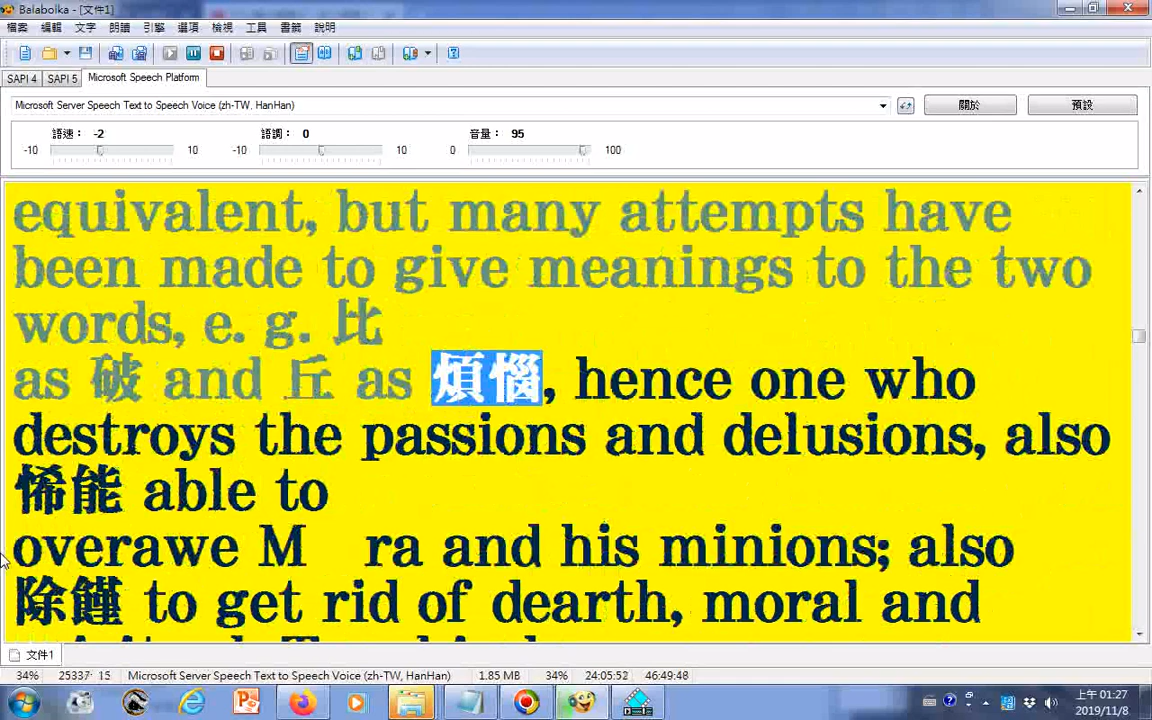 Balabolka - [文件1]
檔案 編輯 文字 朗讀 引擎 選項 檢視 工具 書籤 說明
SAPI 4 SAPI 5 Microsoft Speech Platform
Microsoft Server Speech Text to Speech Voice (zh-TW, HanHan) 關於 預設
語速： -2 語調： 0 音量： 95
-10 10 -10 10 0 100
equivalent, but many attempts have
been made to give meanings to the two
words, e. g. 比
as 破 and 丘 as 煩惱, hence one who
destroys the passions and delusions, also
悕能 able to
overawe M ra and his minions; also
除饉 to get rid of dearth, moral and
文件1
34% 25337: 15 Microsoft Server Speech Text to Speech Voice (zh-TW, HanHan) 1.85 MB 34% 24:05:52 46:49:48
上午 01:27
2019/11/8